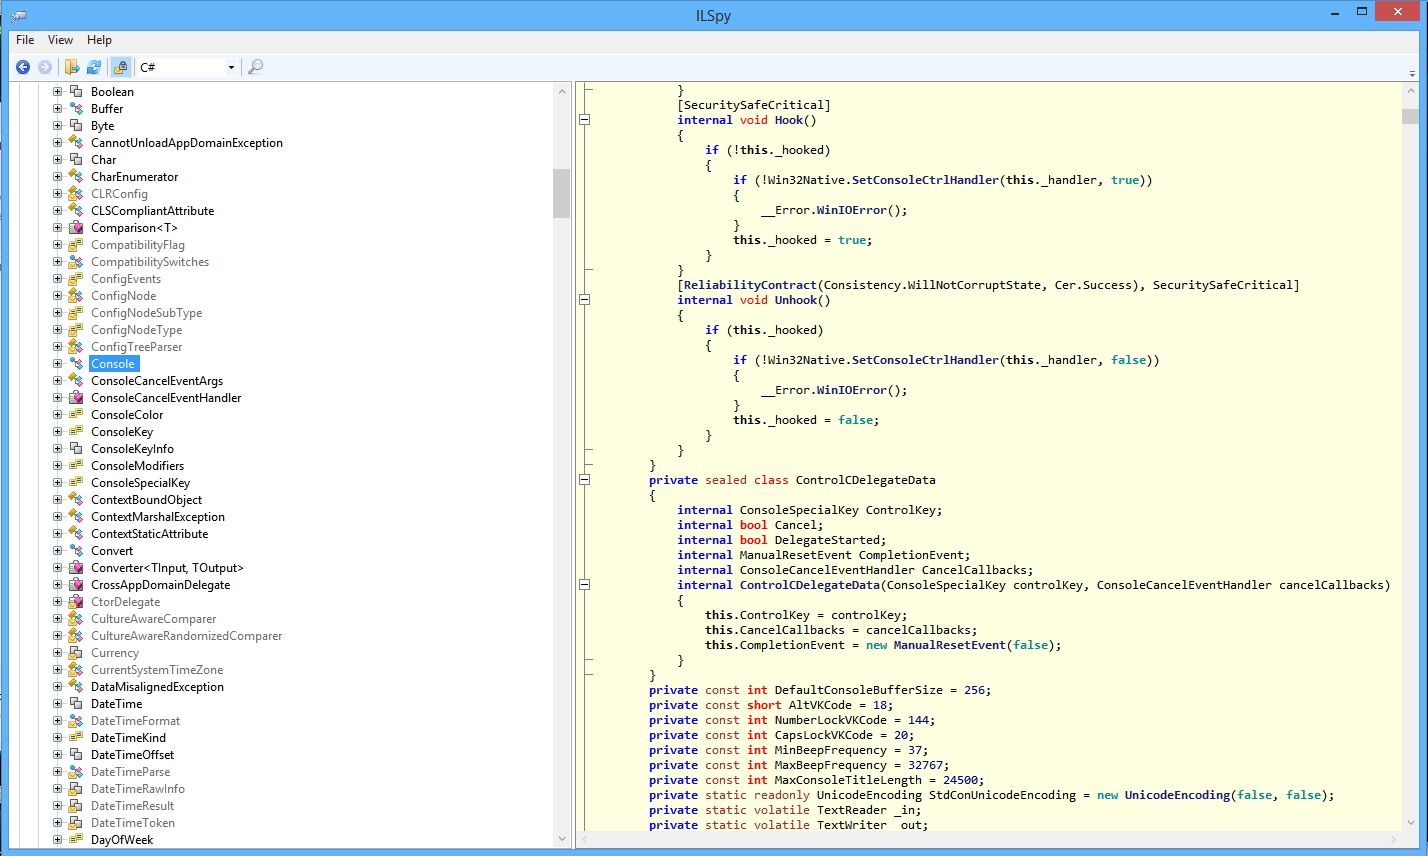 ILSpy
File View Help
C#
Boolean
Buffer
Byte
CannotUnloadAppDomainException
Char
CharEnumerator
CLRConfig
CLSCompliantAttribute
Comparison<T>
CompatibilityFlag
CompatibilitySwitches
ConfigEvents
ConfigNode
ConfigNodeSubType
ConfigNodeType
ConfigTreeParser
Console
ConsoleCancelEventArgs
ConsoleCancelEventHandler
ConsoleColor
ConsoleKey
ConsoleKeyInfo
ConsoleModifiers
ConsoleSpecialKey
ContextBoundObject
ContextMarshalException
ContextStaticAttribute
Convert
Converter<TInput, TOutput>
CrossAppDomainDelegate
CtorDelegate
CultureAwareComparer
CultureAwareRandomizedComparer
Currency
CurrentSystemTimeZone
DataMisalignedException
DateTime
DateTimeFormat
DateTimeKind
DateTimeOffset
DateTimeParse
DateTimeRawInfo
DateTimeResult
DateTimeToken
DayOfWeek
}
[SecuritySafeCritical]
internal void Hook()
{
if (!this._hooked)
{
if (!Win32Native.SetConsoleCtrlHandler(this._handler, true))
{
__Error.WinIOError();
}
this._hooked = true;
}
}
[ReliabilityContract(Consistency.WillNotCorruptState, Cer.Success), SecuritySafeCritical]
internal void Unhook()
{
if (this._hooked)
{
if (!Win32Native.SetConsoleCtrlHandler(this._handler, false))
{
__Error.WinIOError();
}
this._hooked = false;
}
}
}
private sealed class ControlCDelegateData
{
internal ConsoleSpecialKey ControlKey;
internal bool Cancel;
internal bool DelegateStarted;
internal ManualResetEvent CompletionEvent;
internal ConsoleCancelEventHandler CancelCallbacks;
internal ControlCDelegateData(ConsoleSpecialKey controlKey, ConsoleCancelEventHandler cancelCallbacks)
{
this.ControlKey = controlKey;
this.CancelCallbacks = cancelCallbacks;
this.CompletionEvent = new ManualResetEvent(false);
}
}
private const int DefaultConsoleBufferSize = 256;
private const short AltVKCode = 18;
private const int NumberLockVKCode = 144;
private const int CapsLockVKCode = 20;
private const int MinBeepFrequency = 37;
private const int MaxBeepFrequency = 32767;
private const int MaxConsoleTitleLength = 24500;
private static readonly UnicodeEncoding StdConUnicodeEncoding = new UnicodeEncoding(false, false);
private static volatile TextReader _in;
private static volatile TextWriter _out;